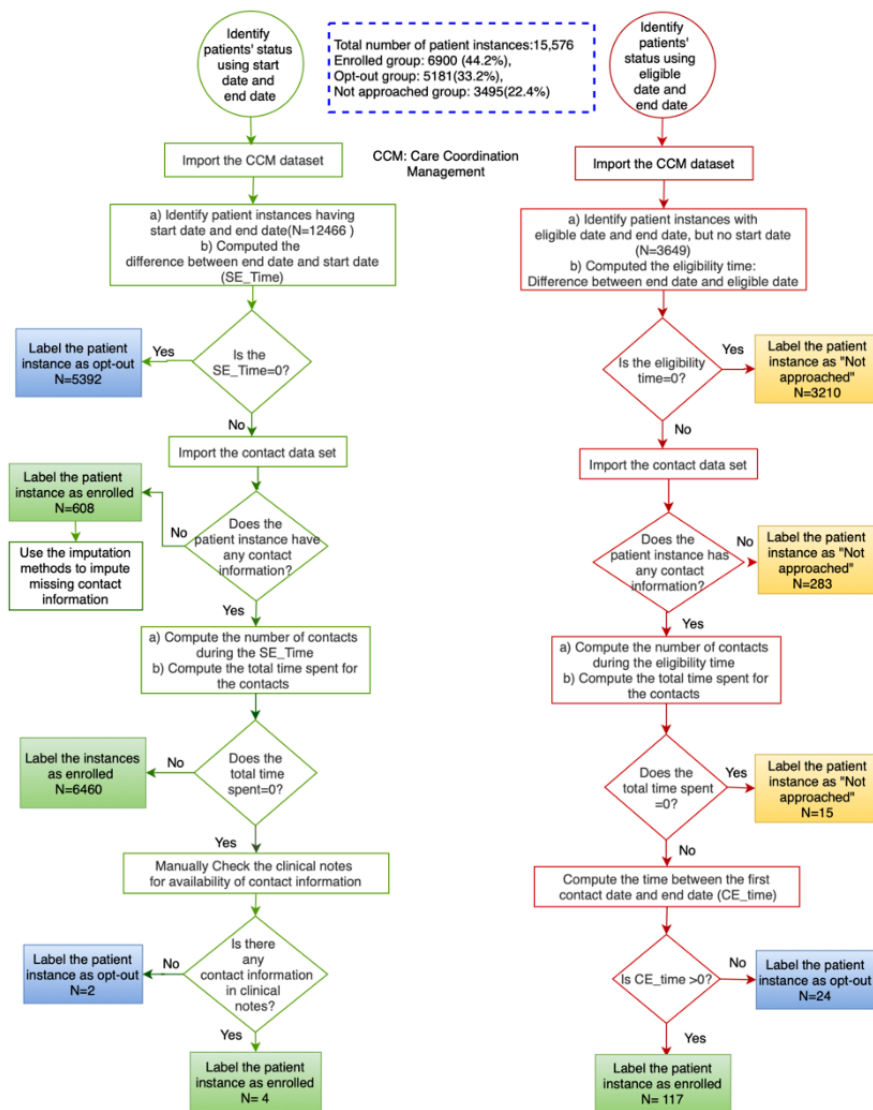 Identify
patients' status
using start
date and
end date
Total number of patient instances:15,576
Enrolled group: 6900 (44.2%),
Opt-out group: 5181(33.2%),
Not approached group: 3495(22.4%)
Identify
patients'
status using
eligible
date and
end date
Import the CCM dataset
CCM: Care Coordination
Management
Import the CCM dataset
a) Identify patient instances having
start date and end date(N=12466 )
b) Computed the
difference between end date and start date
(SE_Time)
a) Identify patient instances with
eligible date and end date, but no start date
(N=3649)
b) Computed the eligibility time:
Difference between end date and eligible date
Label the patient
instance as opt-out
N=5392
Yes
Is the
SE_Time=0?
No
Is the eligibility
time=0?
Yes
Label the patient
instance as "Not
approached"
N=3210
No
Import the contact data set
Import the contact data set
Label the patient
instance as enrolled
N=608
No
Does the
patient instance have
any contact
information?
Use the imputation
methods to impute
missing contact
information
Yes
Does the
patient instance has
any contact
information?
No
Label the patient
instance as "Not
approached"
N=283
Yes
a) Compute the number of contacts
during the SE_Time
b) Compute the total time spent for
the contacts
a) Compute the number of contacts
during the eligibility time
b) Compute the total time spent for
the contacts
Label the instances
as enrolled
N=6460
No
Does the
total time
spent=0?
Yes
Does the
total time spent
=0?
Yes
Label the patient
instance as "Not
approached"
N=15
No
Manually Check the clinical notes
for availability of contact information
Compute the time between the first
contact date and end date (CE_time)
Label the patient
instance as opt-out
N=2
No
Is there
any
contact information
in clinical
notes?
Yes
Is CE_time >0?
No
Label the patient
instance as opt-out
N=24
Yes
Label the patient
instance as enrolled
N= 4
Label the patient
instance as enrolled
N= 117